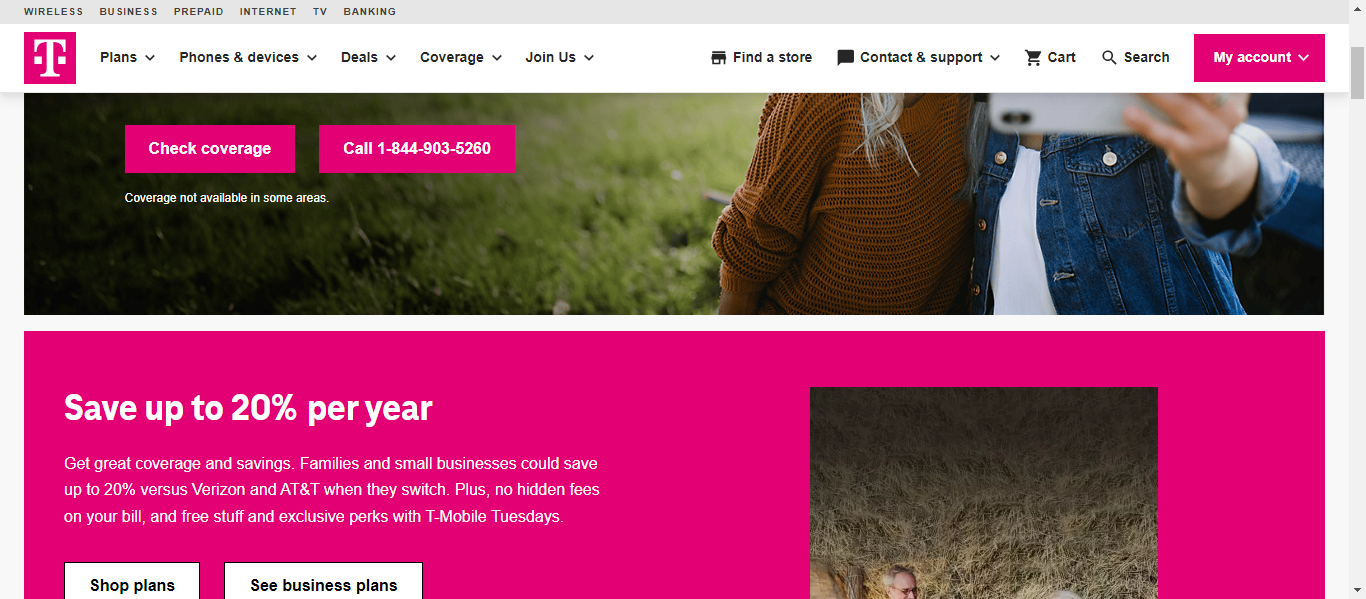 WIRELESS BUSINESS PREPAID INTERNET TV BANKING
T Plans Phones & devices Deals Coverage Join Us Find a store Contact & support Cart Search My account
Check coverage Call 1-844-903-5260
Coverage not available in some areas.
Save up to 20% per year
Get great coverage and savings. Families and small businesses could save
up to 20% versus Verizon and AT&T when they switch. Plus, no hidden fees
on your bill, and free stuff and exclusive perks with T-Mobile Tuesdays.
Shop plans See business plans